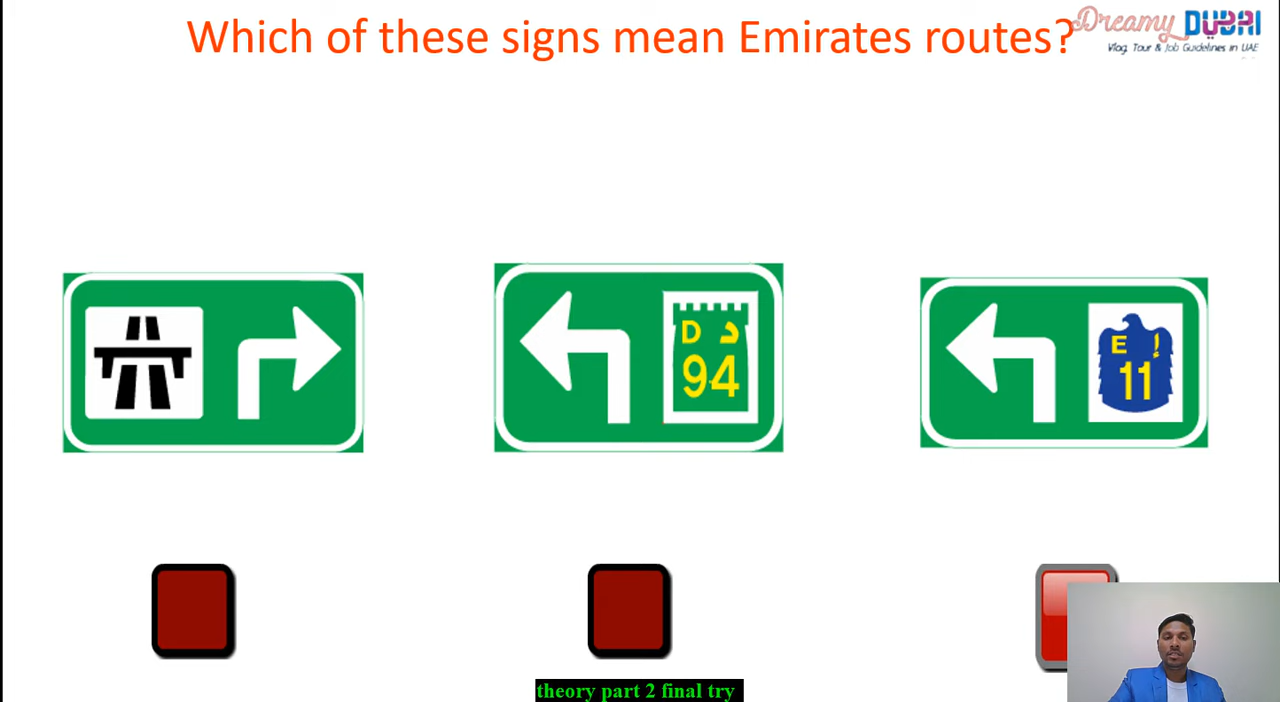 Which of these signs mean Emirates routes?
Dreamy DUBAI
Vlog, Tour & Job Guidelines in UAE
D د
94
E إ
11
theory part 2 final try